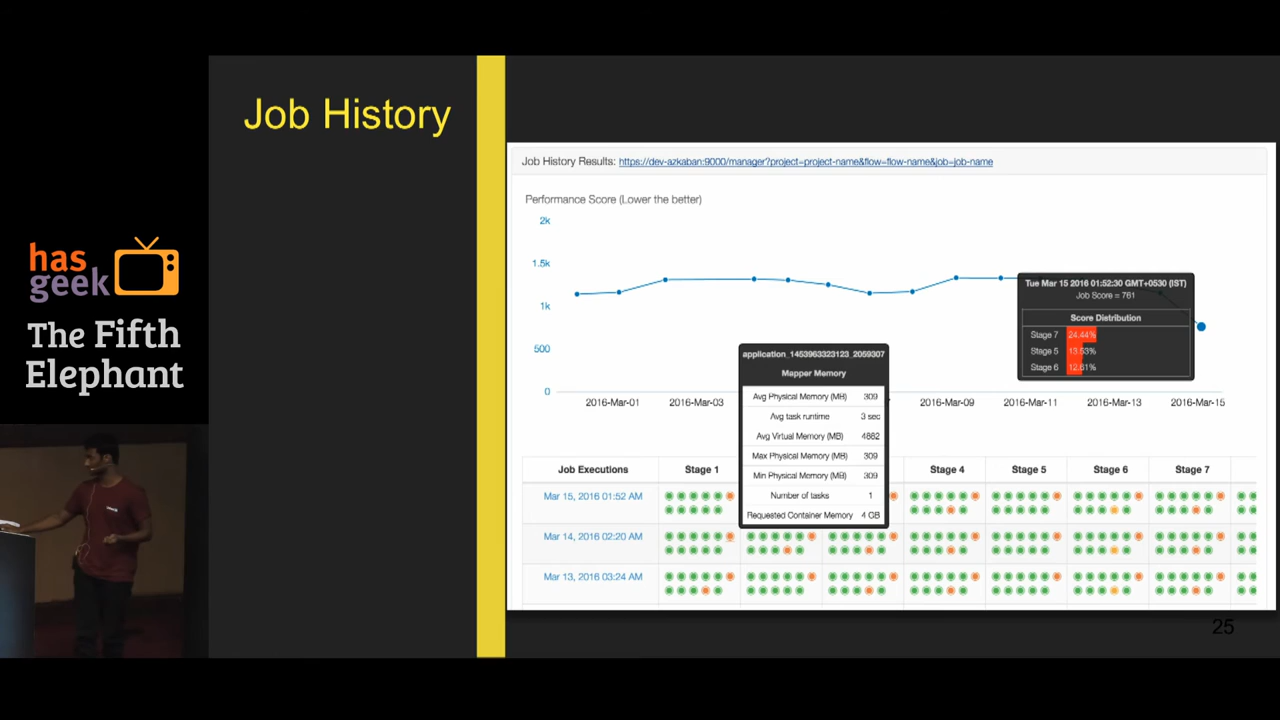 Job History
has
geek
The Fifth
Elephant
Job History Results: https://dev-azkaban:9000/manager?project=project-name&flow=flow-name&job=job-name
Performance Score (Lower the better)
2k
1.5k
1k
500
0
2016-Mar-01
2016-Mar-03
2016-Mar-09
2016-Mar-11
2016-Mar-13
2016-Mar-15
Tue Mar 15 2016 01:52:30 GMT+0530 (IST)
Job Score = 761
Score Distribution
Stage 7 24.44%
Stage 5 13.53%
Stage 6 12.61%
application_1453963323123_2059307
Mapper Memory
Avg Physical Memory (MB) 309
Avg task runtime 3 sec
Avg Virtual Memory (MB) 4882
Max Physical Memory (MB) 309
Min Physical Memory (MB) 309
Number of tasks 1
Requested Container Memory 4 GB
Job Executions Stage 1 Stage 4 Stage 5 Stage 6 Stage 7
Mar 15, 2016 01:52 AM
Mar 14, 2016 02:20 AM
Mar 13, 2016 03:24 AM
25